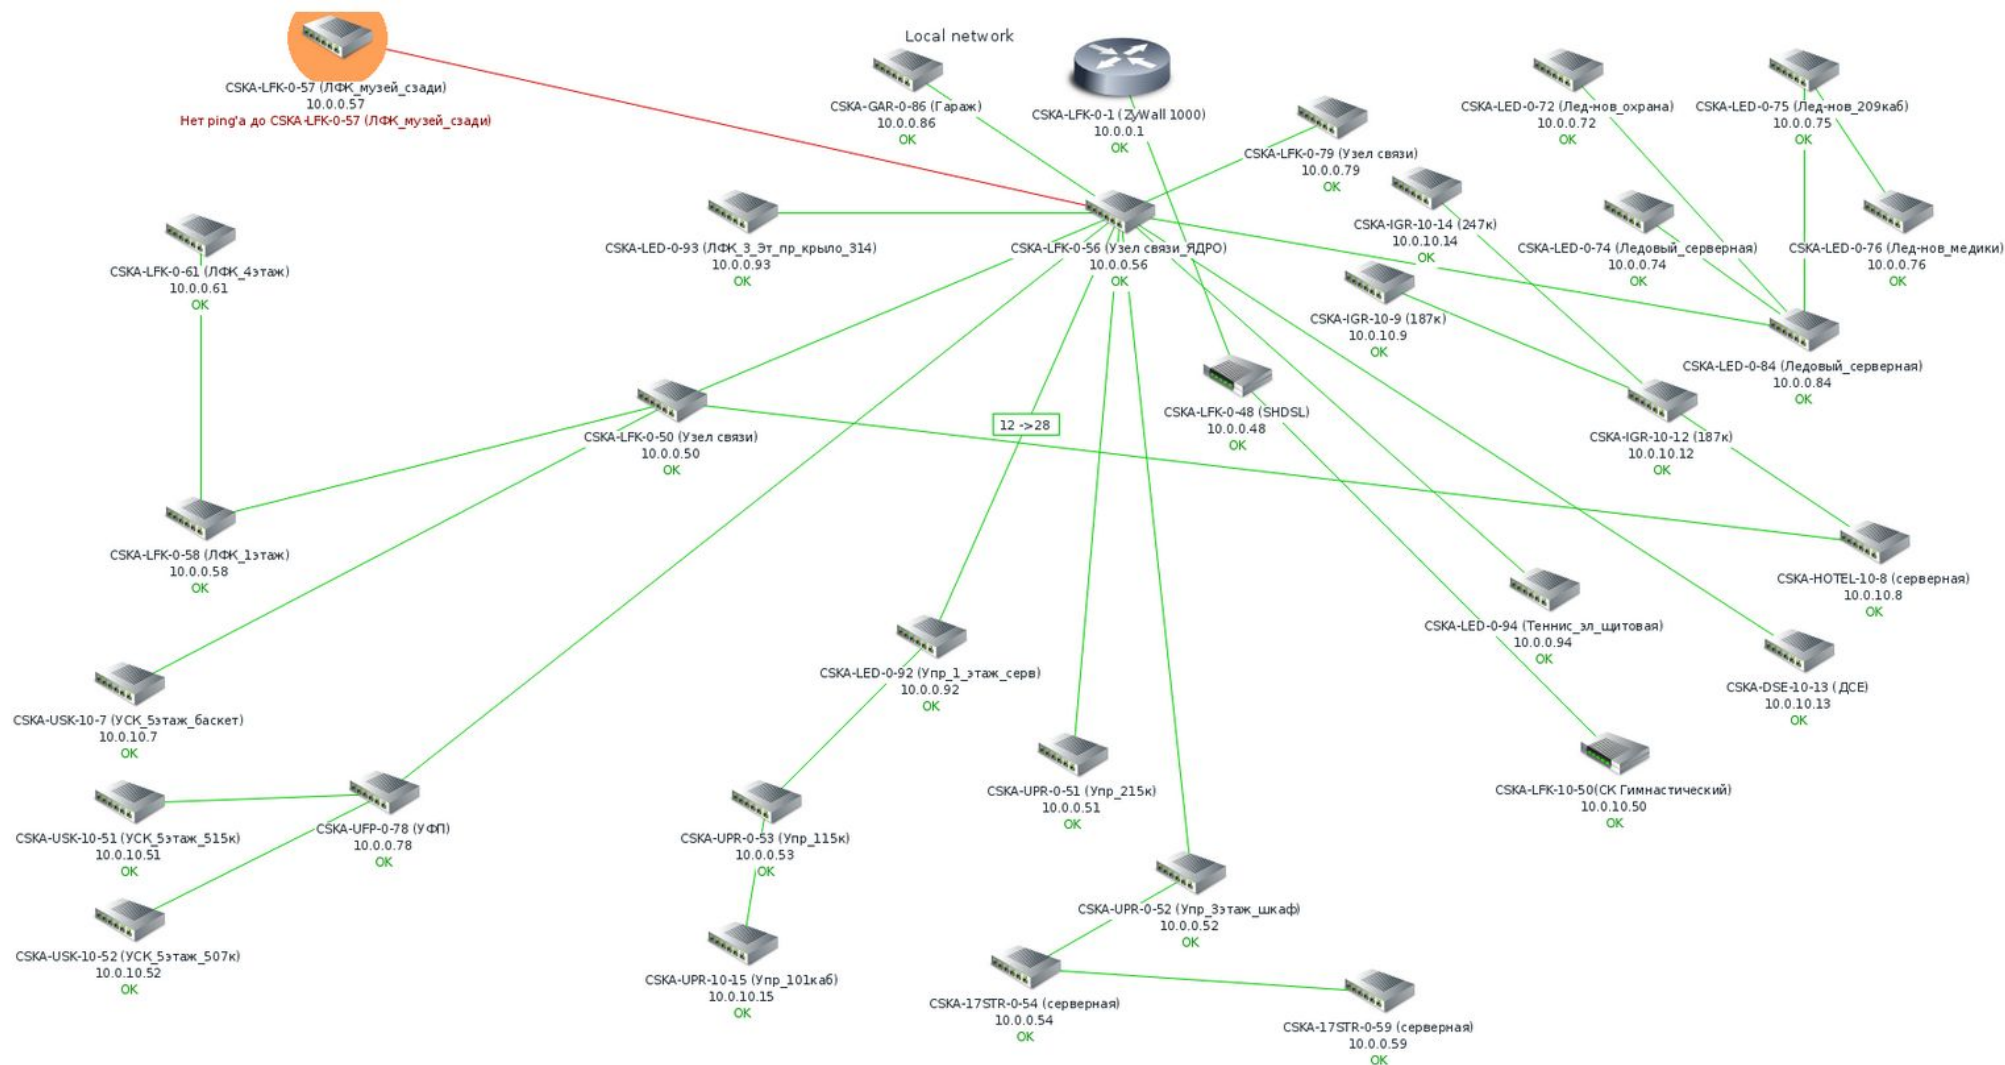 Local network
CSKA-LFK-0-57 (ЛФК_музей_сзади)
10.0.0.57
Нет ping'а до CSKA-LFK-0-57 (ЛФК_музей_сзади)
CSKA-GAR-0-86 (Гараж)
10.0.0.86
OK
CSKA-LFK-0-1 (ZyWall 1000)
10.0.0.1
OK
CSKA-LED-0-72 (Лед-нов_охрана)
10.0.0.72
OK
CSKA-LED-0-75 (Лед-нов_209каб)
10.0.0.75
OK
CSKA-LFK-0-79 (Узел связи)
10.0.0.79
OK
CSKA-IGR-10-14 (247к)
10.0.10.14
OK
CSKA-LED-0-93 (ЛФК_3_Эт_пр_крыло_314)
10.0.0.93
OK
CSKA-LFK-0-56 (Узел связи_ЯДРО)
10.0.0.56
OK
CSKA-LED-0-74 (Ледовый_серверная)
10.0.0.74
OK
CSKA-LED-0-76 (Лед-нов_медики)
10.0.0.76
OK
CSKA-LFK-0-61 (ЛФК_4этаж)
10.0.0.61
OK
CSKA-IGR-10-9 (187к)
10.0.10.9
OK
CSKA-LED-0-84 (Ледовый_серверная)
10.0.0.84
OK
CSKA-LFK-0-48 (SHDSL)
10.0.0.48
OK
12 ->28
CSKA-LFK-0-50 (Узел связи)
10.0.0.50
OK
CSKA-IGR-10-12 (187к)
10.0.10.12
OK
CSKA-LFK-0-58 (ЛФК_1этаж)
10.0.0.58
OK
CSKA-HOTEL-10-8 (серверная)
10.0.10.8
OK
CSKA-LED-0-94 (Теннис_эл_щитовая)
10.0.0.94
OK
CSKA-LED-0-92 (Упр_1_этаж_серв)
10.0.0.92
OK
CSKA-DSE-10-13 (ДСЕ)
10.0.10.13
OK
CSKA-USK-10-7 (УСК_5этаж_баскет)
10.0.10.7
OK
CSKA-UPR-0-51 (Упр_215к)
10.0.0.51
OK
CSKA-LFK-10-50(СК Гимнастический)
10.0.10.50
OK
CSKA-USK-10-51 (УСК_5этаж_515к)
10.0.10.51
OK
CSKA-UFP-0-78 (УФП)
10.0.0.78
OK
CSKA-UPR-0-53 (Упр_115к)
10.0.0.53
OK
CSKA-UPR-0-52 (Упр_3этаж_шкаф)
10.0.0.52
OK
CSKA-USK-10-52 (УСК_5этаж_507к)
10.0.10.52
OK
CSKA-UPR-10-15 (Упр_101каб)
10.0.10.15
OK
CSKA-17STR-0-54 (серверная)
10.0.0.54
OK
CSKA-17STR-0-59 (серверная)
10.0.0.59
OK